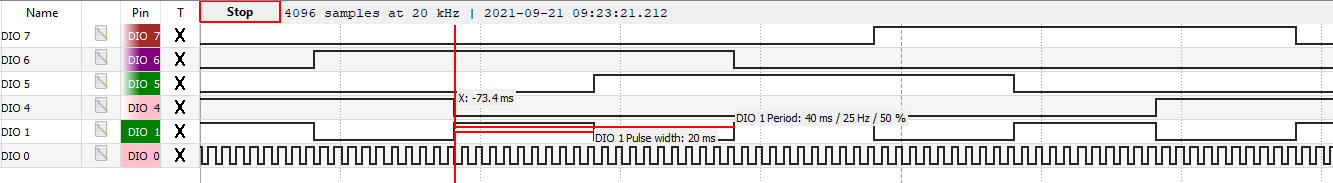 Name Pin T Stop 4096 samples at 20 kHz | 2021-09-21 09:23:21.212
DIO 7 DIO 7 X
DIO 6 DIO 6 X
DIO 5 DIO 5 X
DIO 4 DIO 4 X
X: -73.4 ms
DIO 1 Period: 40 ms / 25 Hz / 50 %
DIO 1 DIO 1 X
DIO 1 Pulse width: 20 ms
DIO 0 DIO 0 X